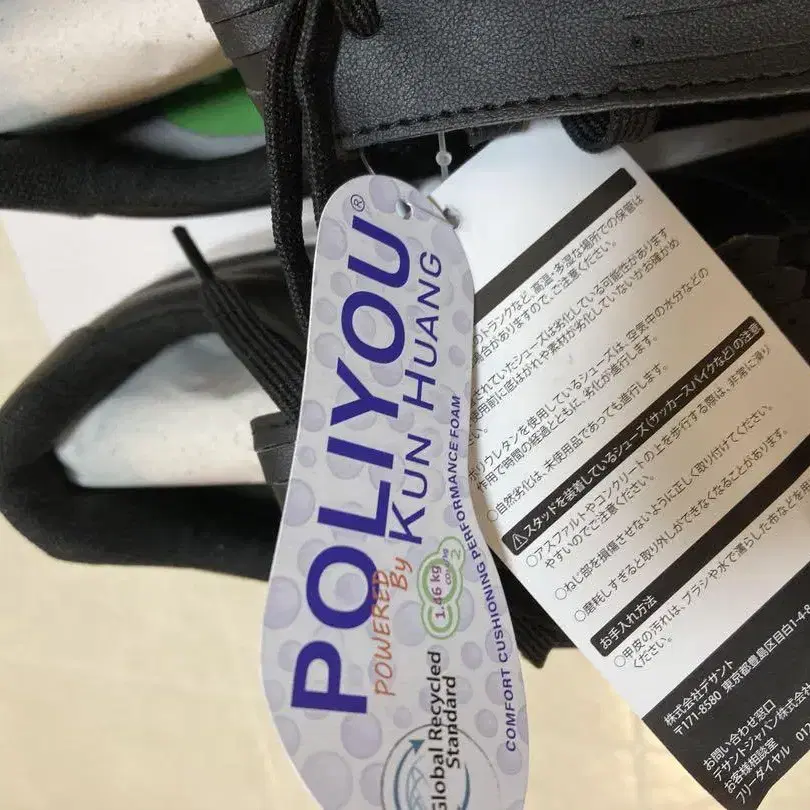 POLIYOU®
POWERED By KUN HUANG
1.46 kg
CO2
COMFORT CUSHIONING PERFORMANCE FOAM
Global Recycled
Standard
のトランクなど、高温・多湿な場所での保管は
場合がありますので、ご注意ください。
されていたシューズは劣化している可能性があります
使用前に底はがれや素材が劣化していないかお確かめ
さい。
ポリウレタンを使用しているシューズは、空気中の水分などの
作用で時間の経過とともに、劣化が進行します。
○自然劣化は、未使用品であっても進行します。
⚠スタッドを装着しているシューズ(サッカースパイクなど)の注意
○アスファルトやコンクリートの上を歩行する際は、非常に滑り
やすいのでご注意ください。
○ねじ部を損傷させないように正しく取り付けてください。
○磨耗しすぎると取り外しができなくなることがあります。
お手入れ方法
○甲皮の汚れは、ブラシや水で濡らした布などを用
ください。
株式会社デサント
〒171-8580 東京都豊島区目白1-4-8
お問い合わせ窓口
デサントジャパン株式会社
お客様相談室
フリーダイヤル 012